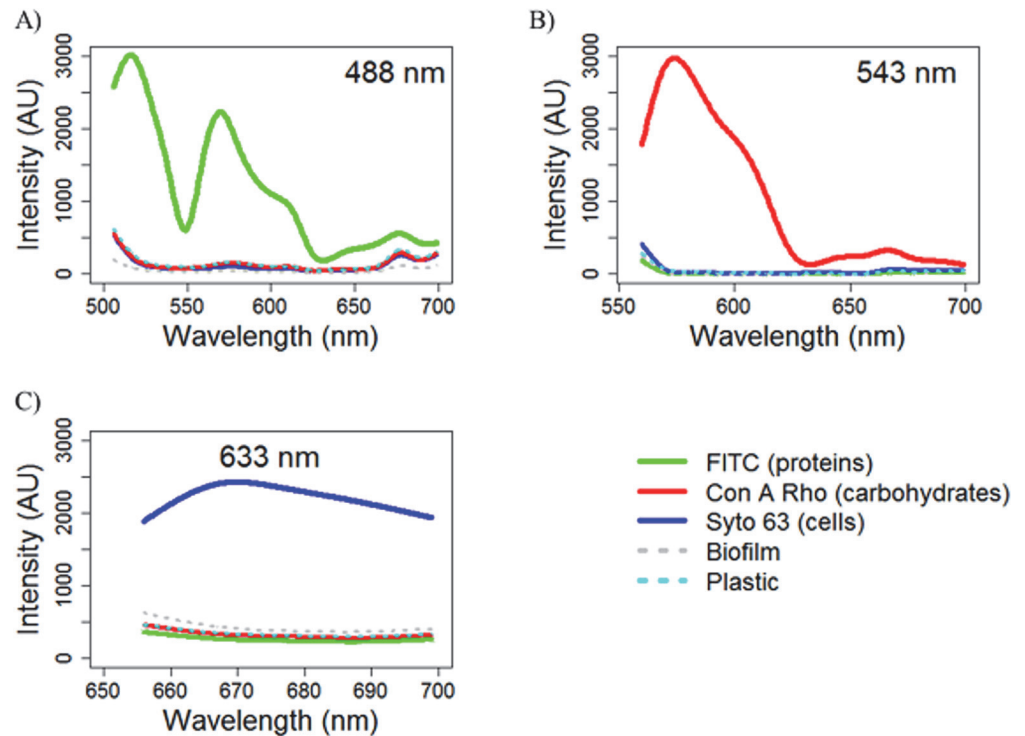 A)
488 nm
Intensity (AU)
3000
2000
1000
0
500 550 600 650 700
Wavelength (nm)
B)
543 nm
Intensity (AU)
3000
2000
1000
0
550 600 650 700
Wavelength (nm)
C)
633 nm
Intensity (AU)
3000
2000
1000
0
650 660 670 680 690 700
Wavelength (nm)
FITC (proteins)
Con A Rho (carbohydrates)
Syto 63 (cells)
Biofilm
Plastic